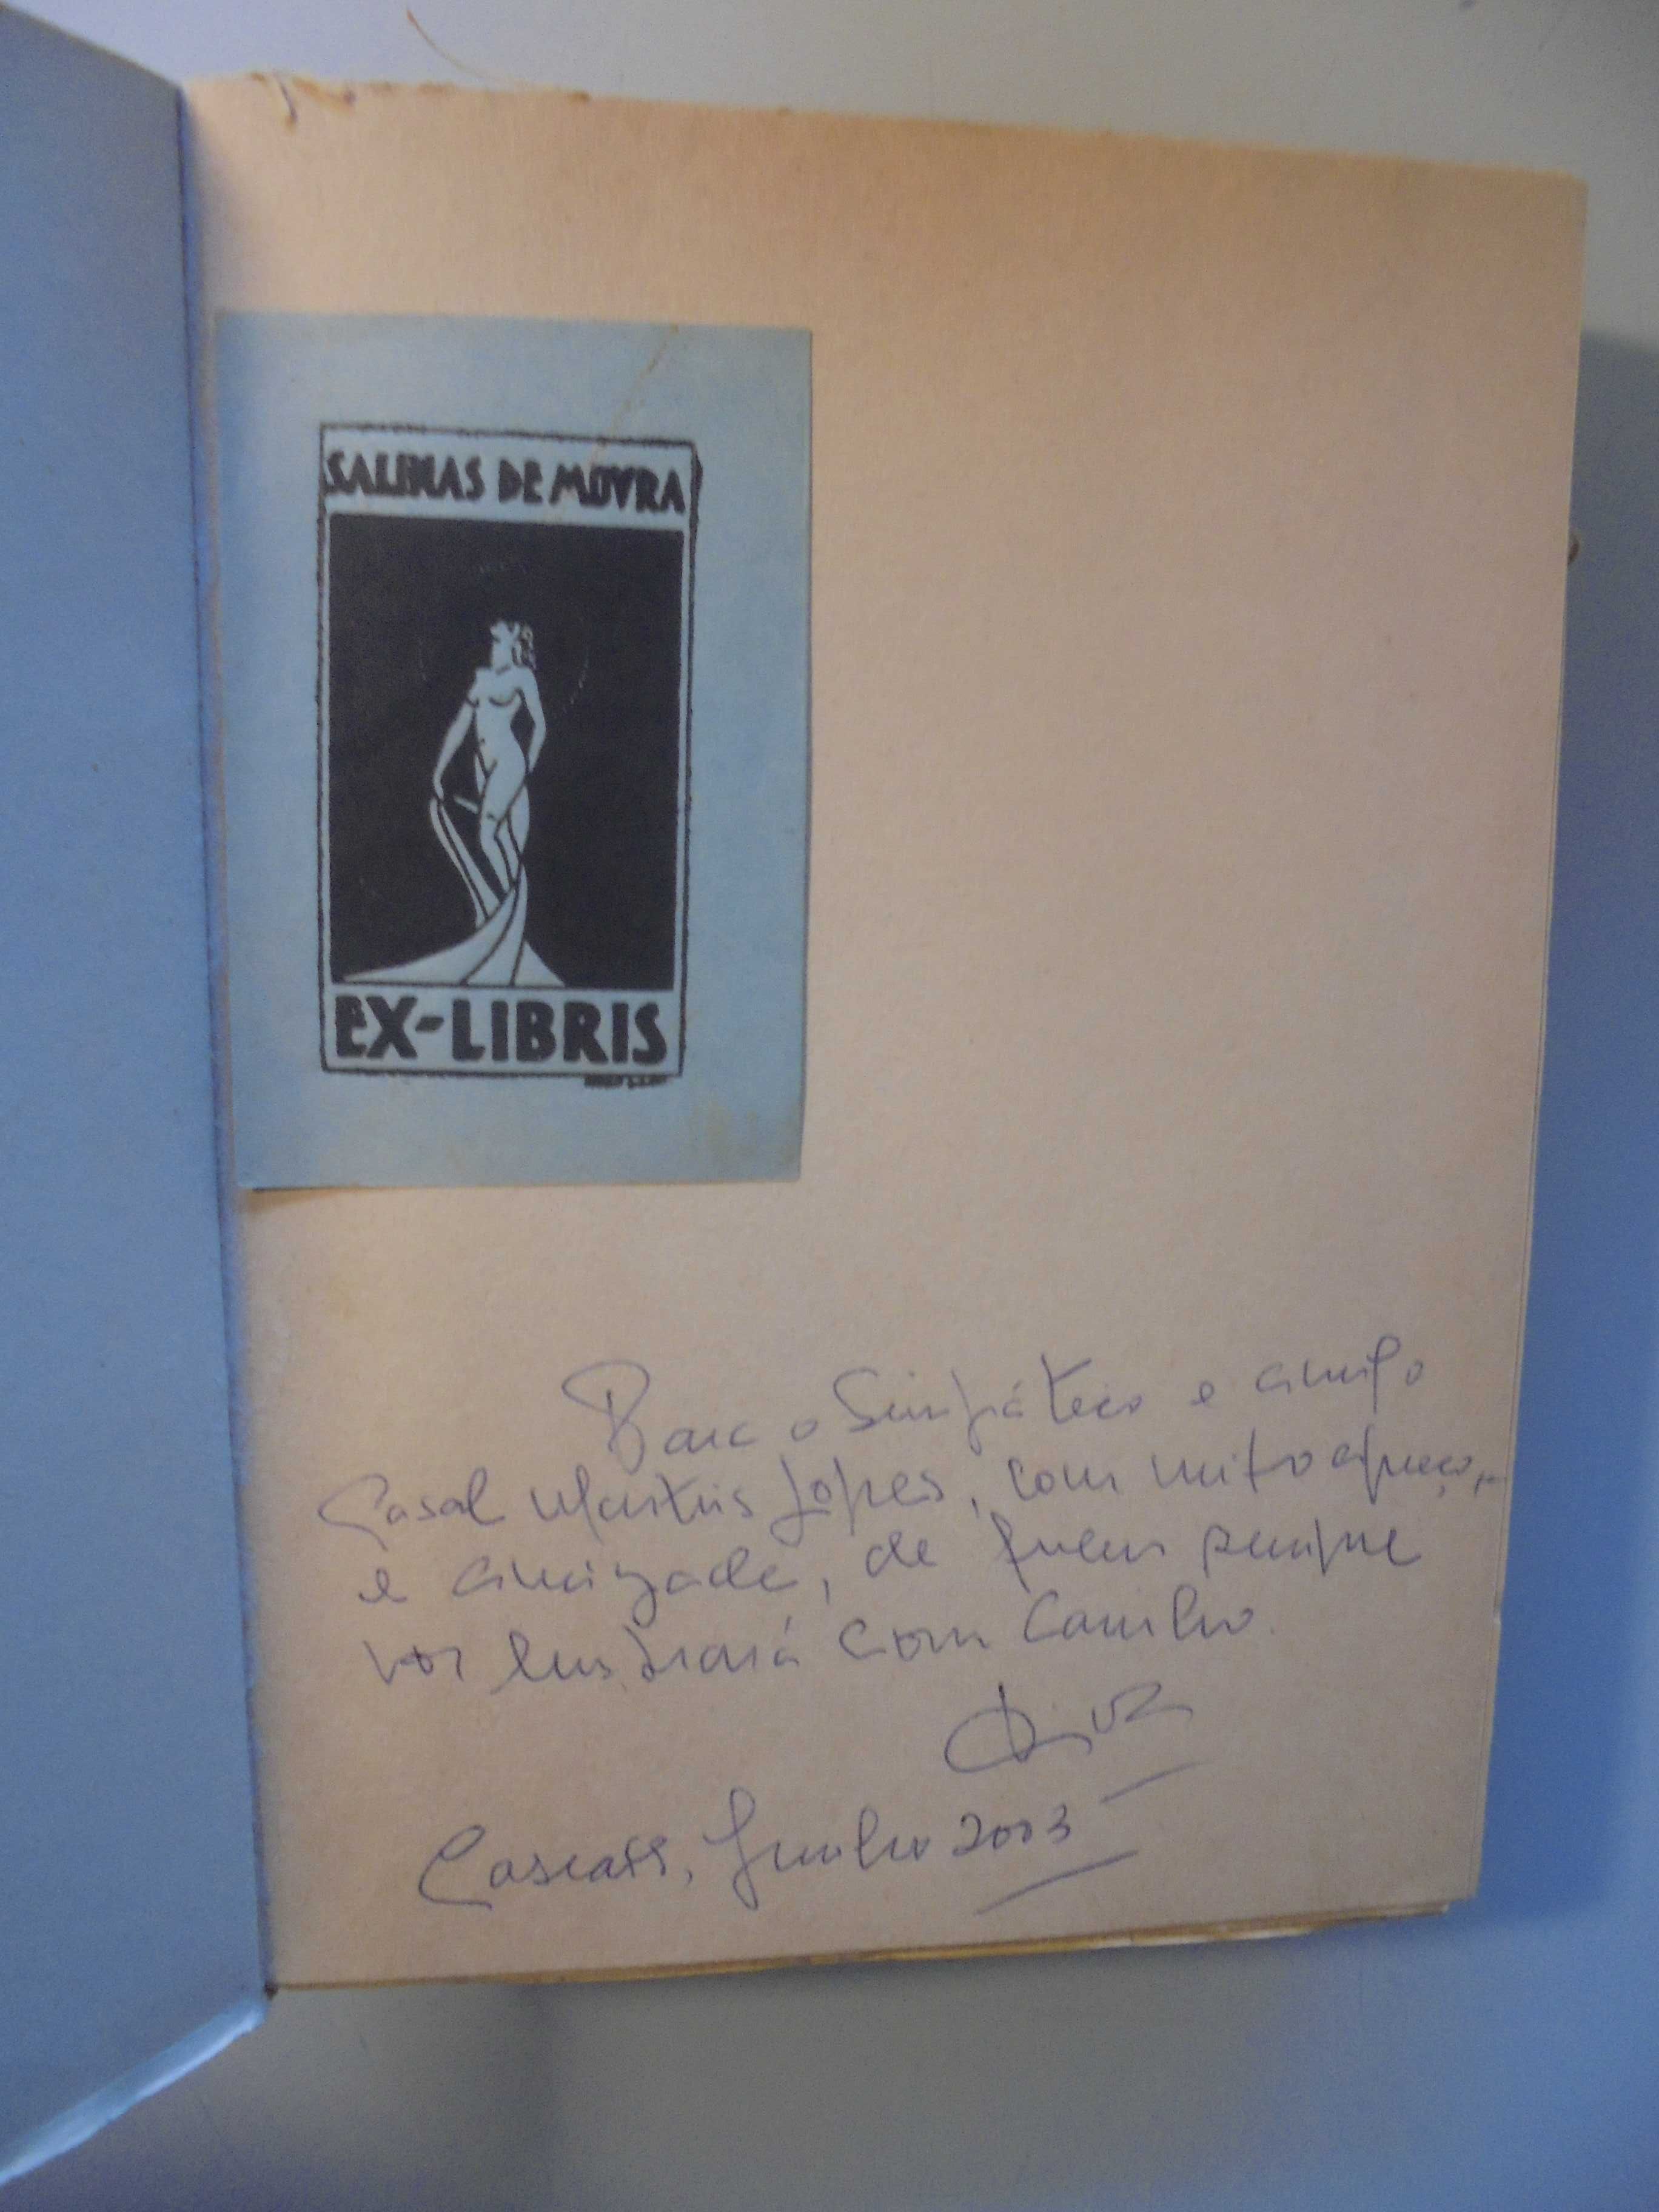 SALINAS DE MOVRA
EX-LIBRIS
Para o Simpático e amigo
Casal Martins Lopes, com muito apreço,
e amizade, de quem sempre
vos lembrará com Carinho.
Cascais, Junho 2003